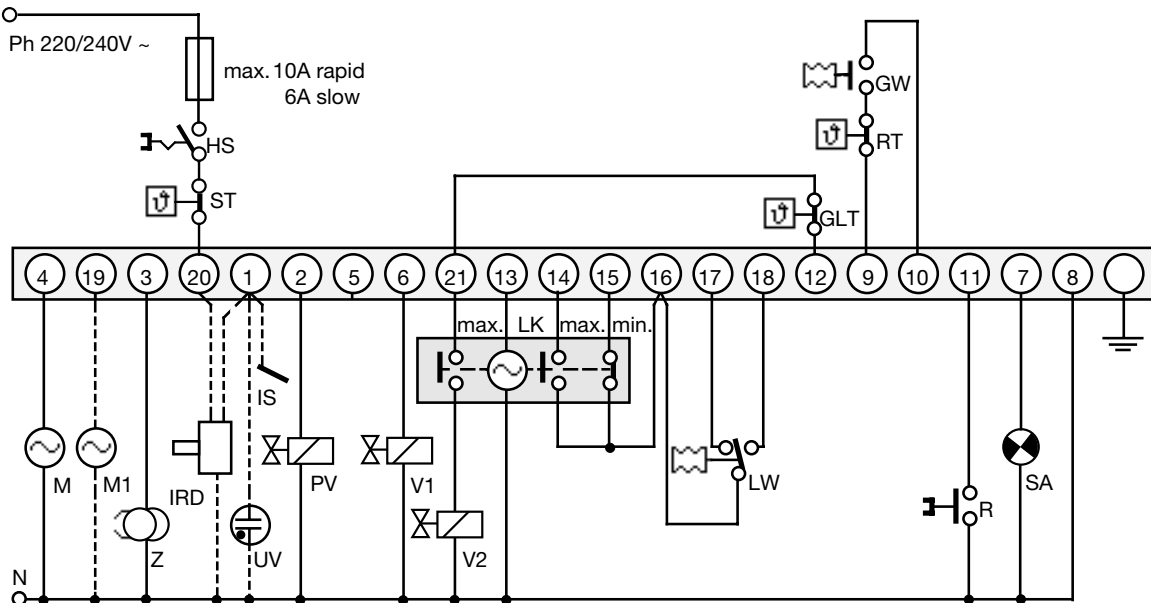 Ph 220/240V ~
max. 10A rapid
6A slow
HS
ST
GW
RT
GLT
4 19 3 20 1 2 5 6 21 13 14 15 16 17 18 12 9 10 11 7 8
max. LK max. min.
IS
M
M1
IRD
PV
V1
LW
R
SA
Z
UV
V2
N
ϑ
ϑ
ϑ